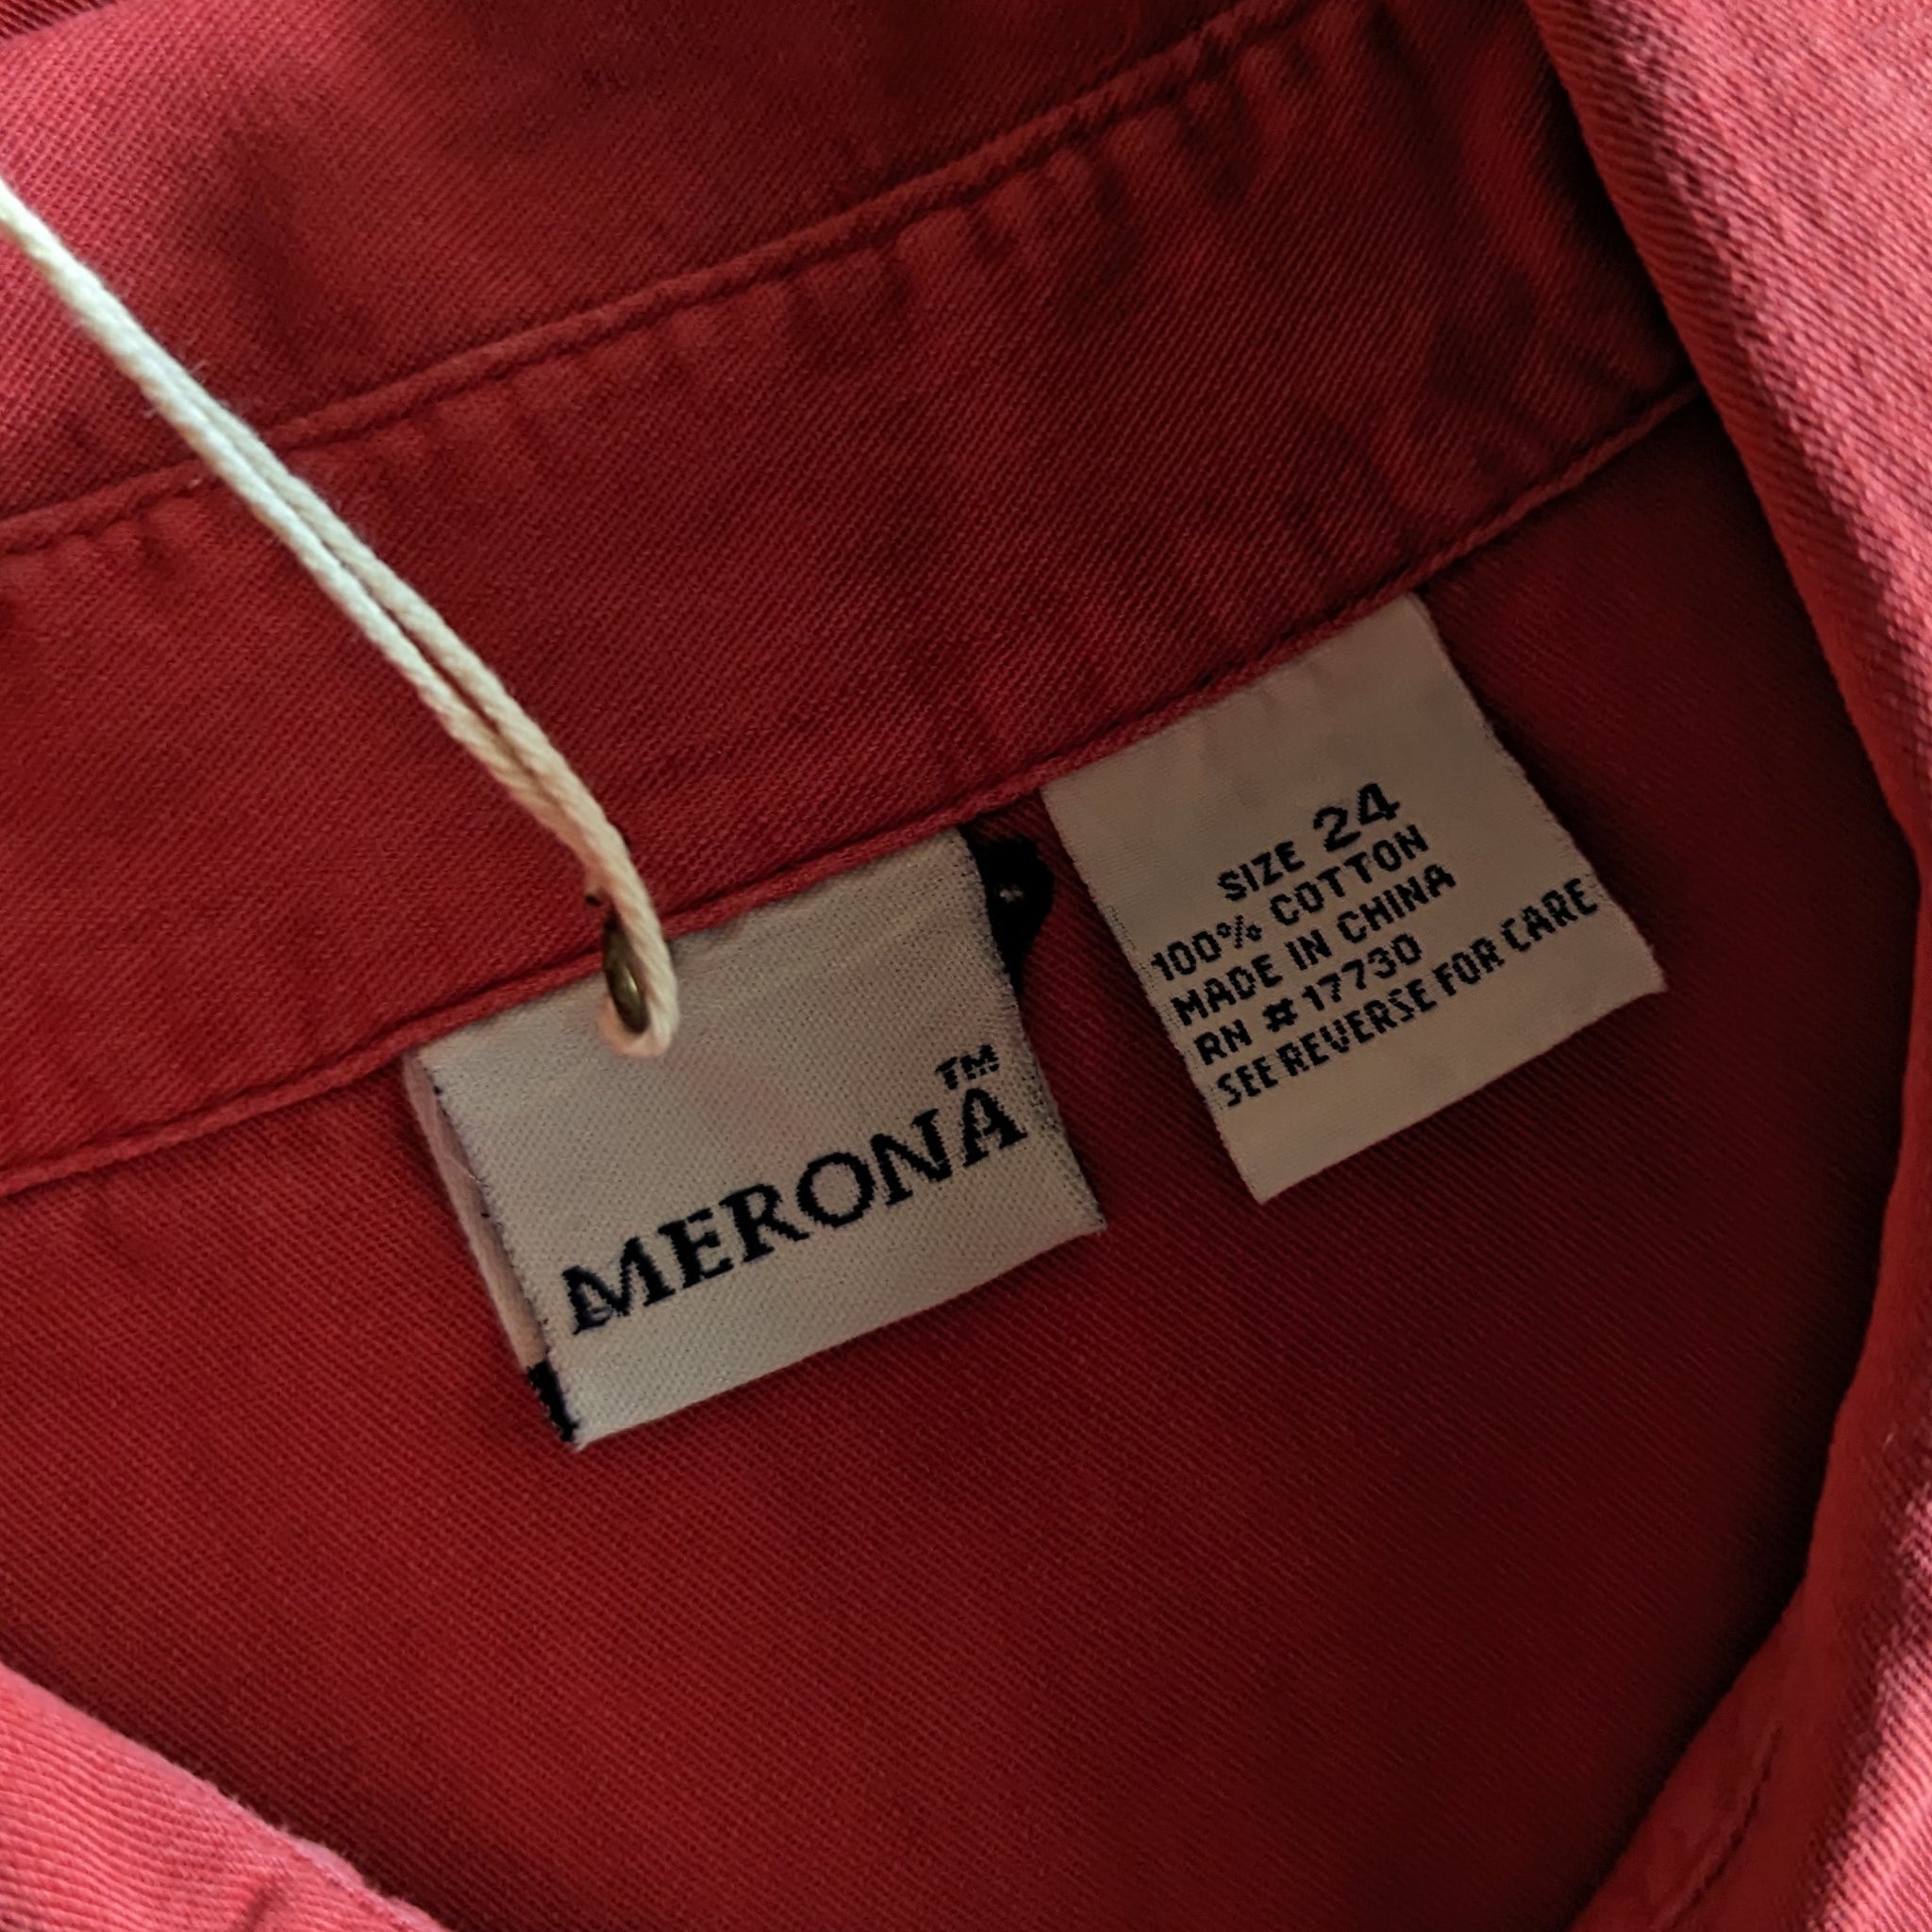 MERONA™
SIZE 24
100% COTTON
MADE IN CHINA
RN #17730
SEE REVERSE FOR CARE